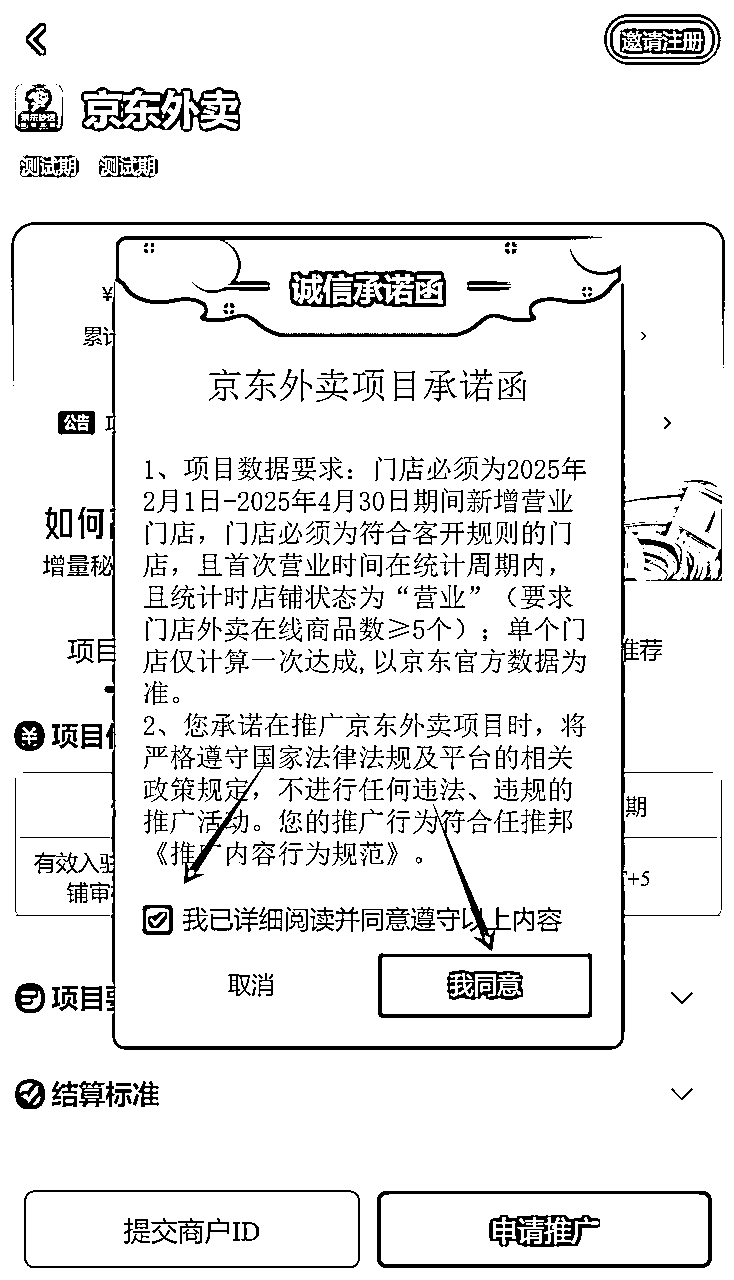 邀请注册
京东外卖
测试期 测试期
诚信承诺函
¥
累计
京东外卖项目承诺函
公告
1、项目数据要求：门店必须为2025年
2月1日-2025年4月30日期间新增营业
门店，门店必须为符合客开规则的门
店，且首次营业时间在统计周期内，
且统计时店铺状态为“营业”（要求
门店外卖在线商品数≥5个）；单个门
店仅计算一次达成,以京东官方数据为
准。
如何
增量秘
项目
推荐
2、您承诺在推广京东外卖项目时，将
严格遵守国家法律法规及平台的相关
政策规定，不进行任何违法、违规的
推广活动。您的推广行为符合任推邦
《推广内容行为规范》。
项目
期
有效入驻
铺审
+5
我已详细阅读并同意遵守以上内容
取消
我同意
项目要
结算标准
提交商户ID
申请推广